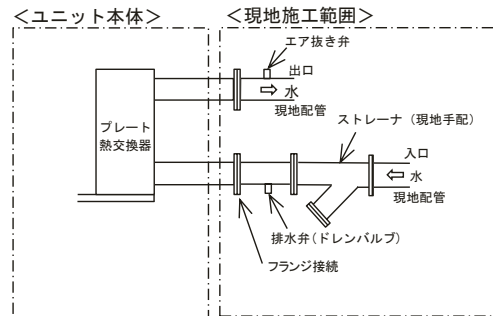 ＜ユニット本体＞
＜現地施工範囲＞
エア抜き弁
出口
水
現地配管
プレート
熱交換器
ストレーナ（現地手配）
入口
水
現地配管
排水弁(ドレンバルブ)
フランジ接続